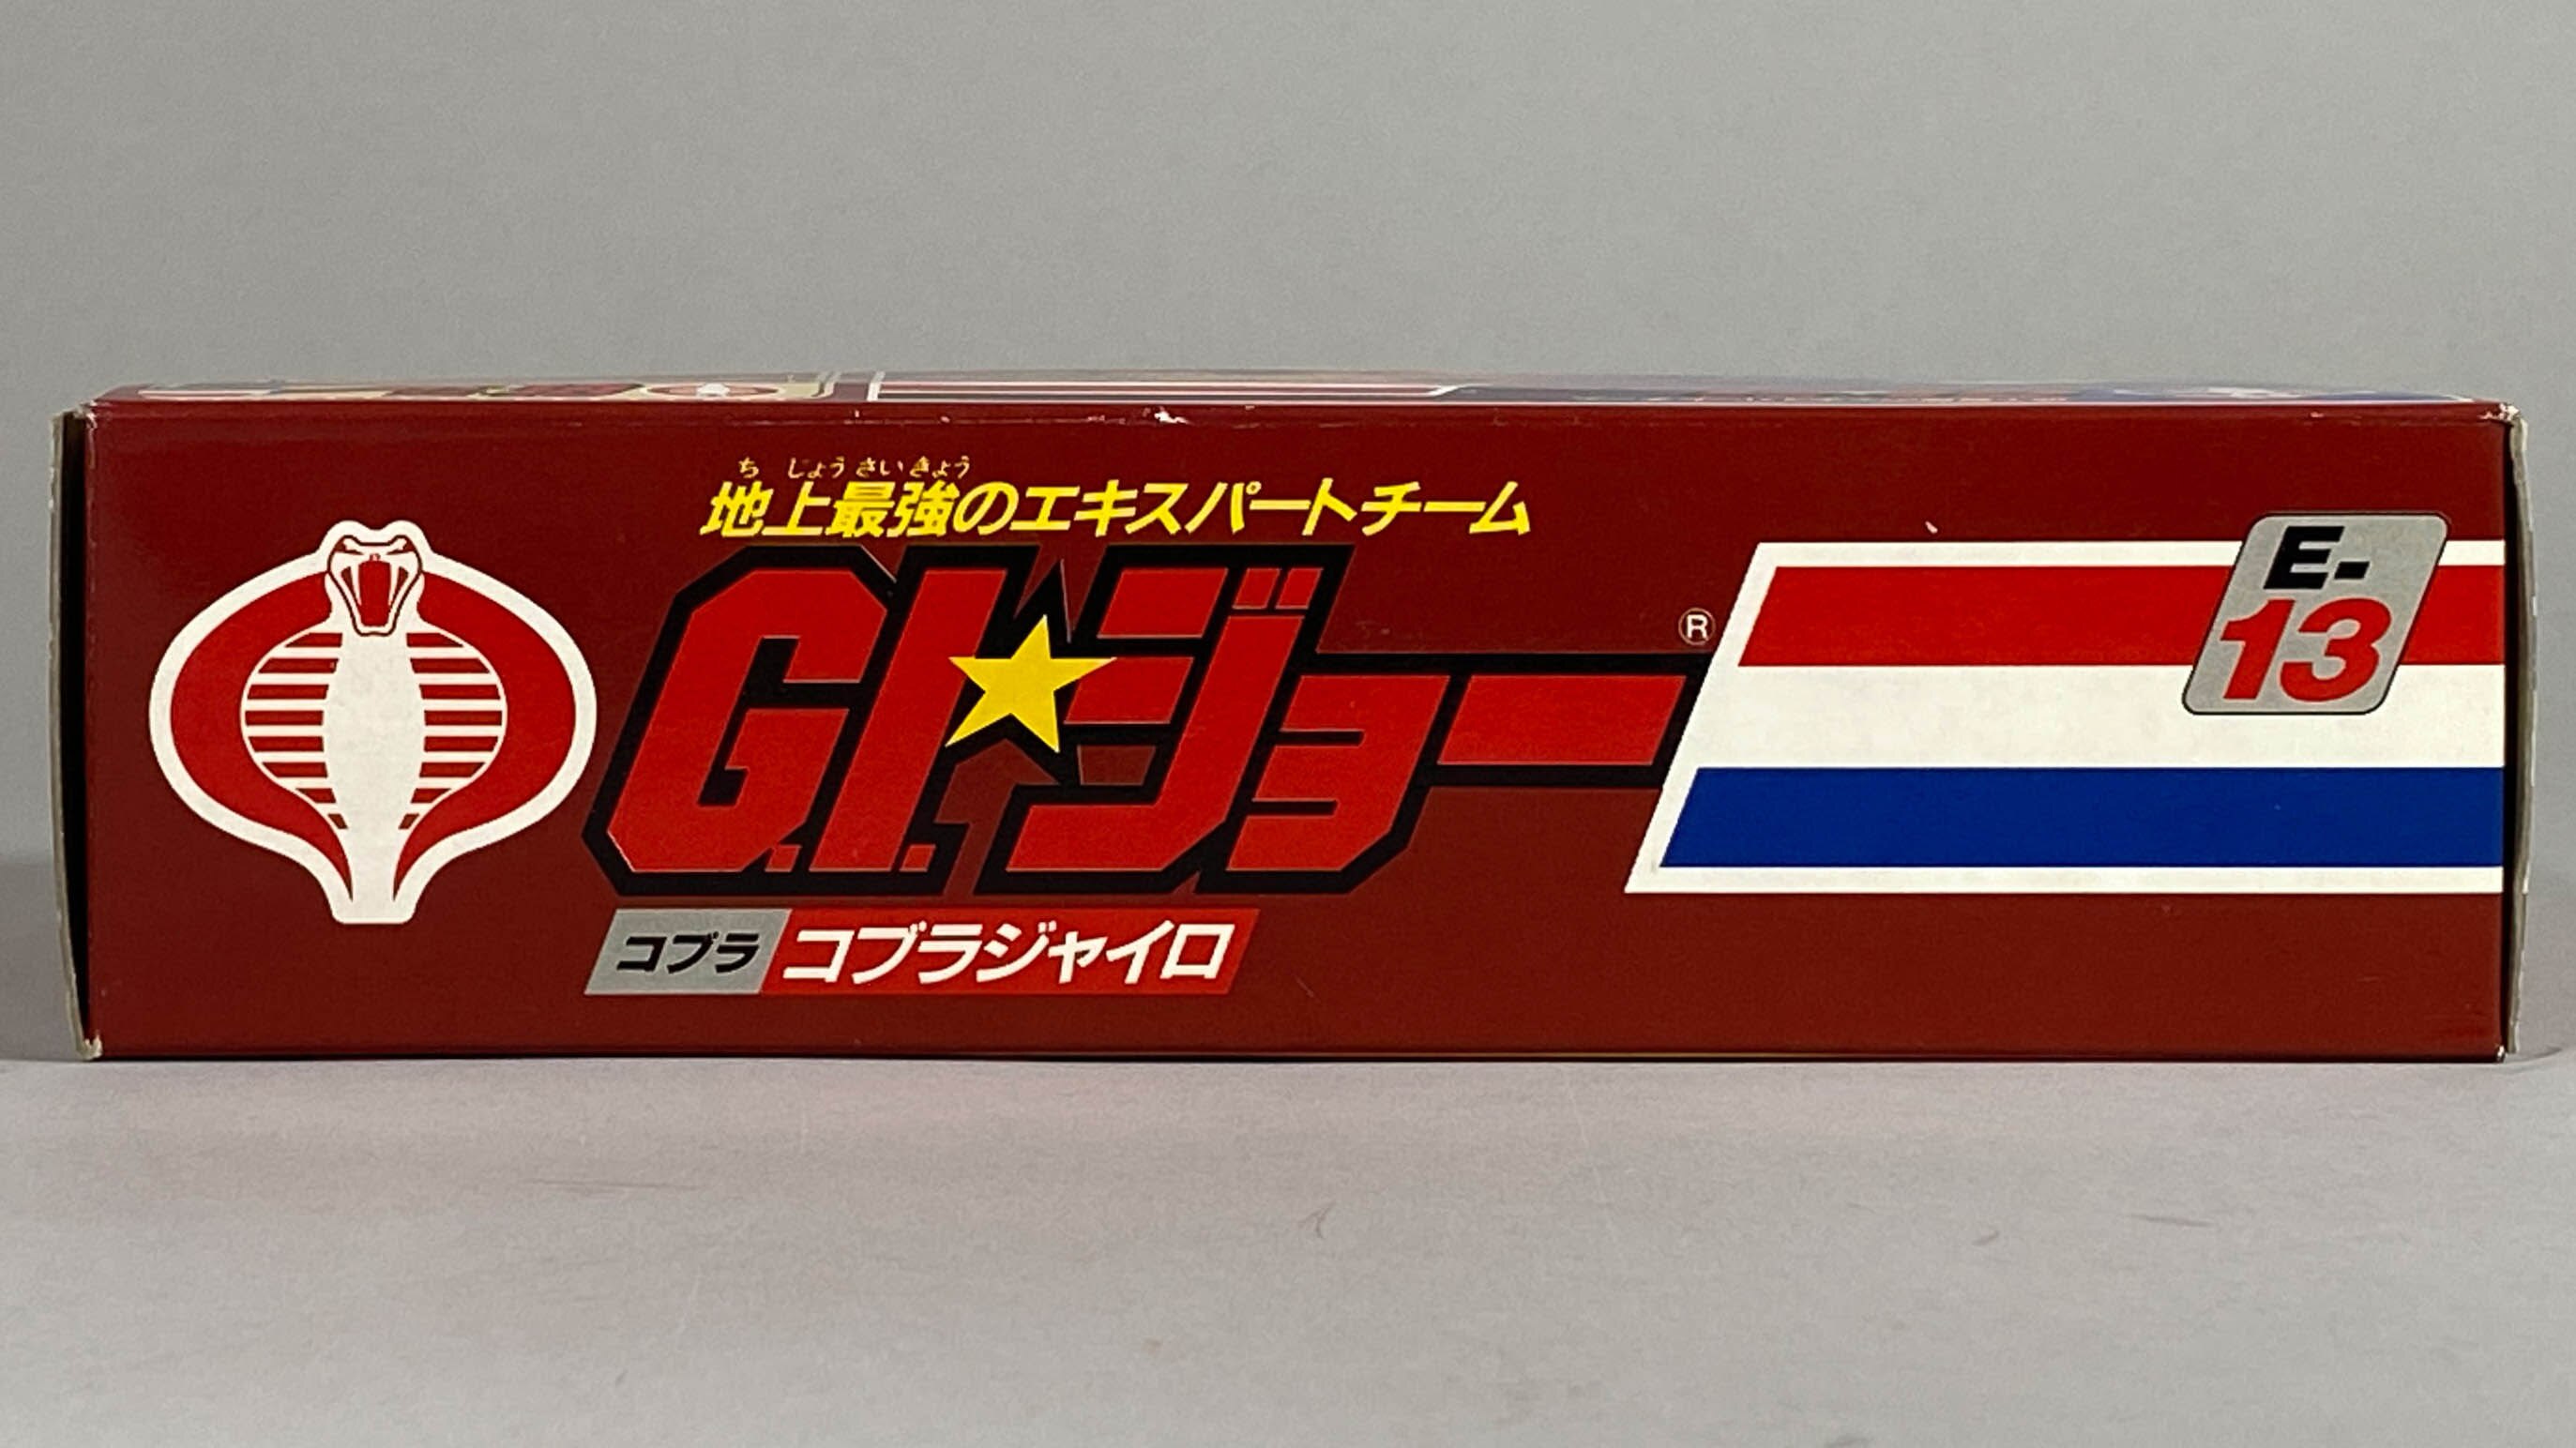 ち じょう さい きょう
地上最強のエキスパートチーム
G.I.ジョー
®
E-
13
コブラ コブラジャイロ